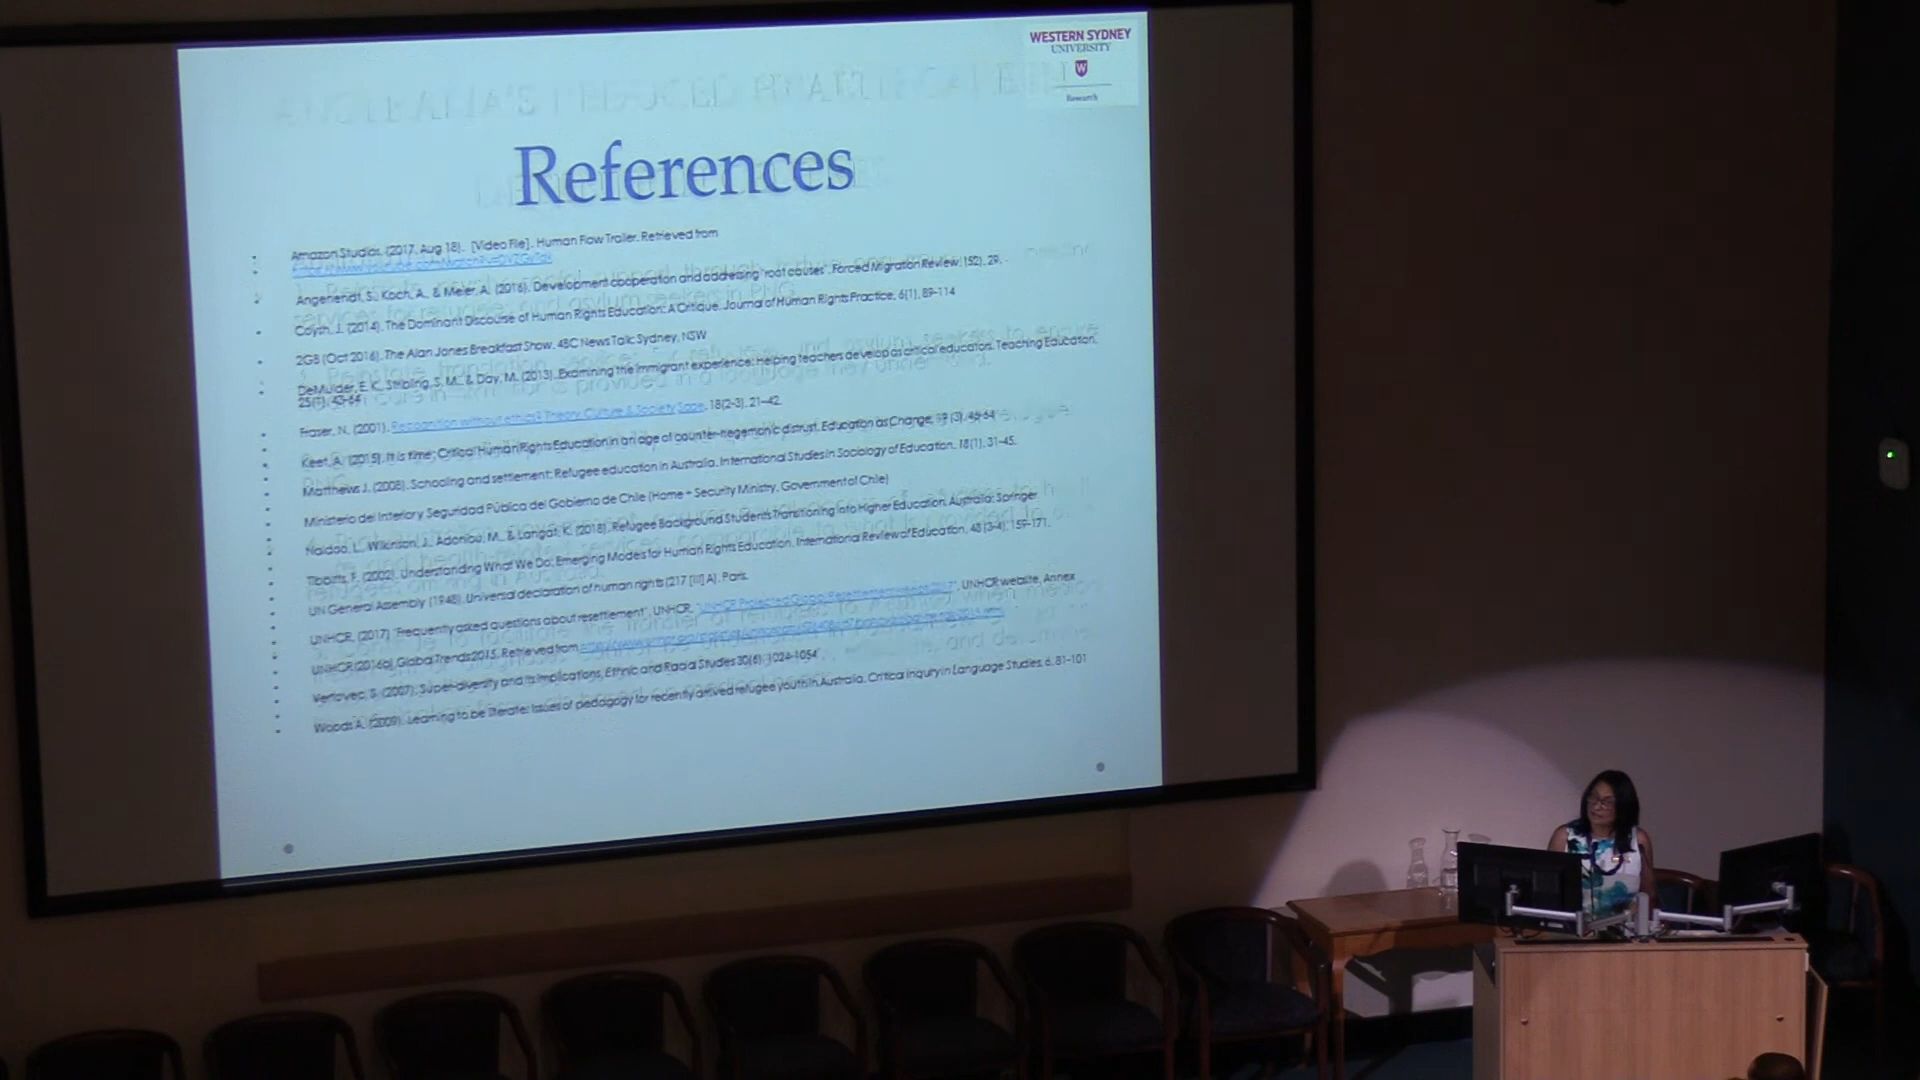 WESTERN SYDNEY
UNIVERSITY
W
Research
References
Amazon Studios. (2017, Aug 18). [Video File]. Human Flow Trailer. Retrieved from
Angenendt, S., Koch, A., & Meier, A. (2016). Development cooperation and addressing 'root causes'. Forced Migration Review, (52), 29.
Coysh, J. (2014). The Dominant Discourse of Human Rights Education: A Critique. Journal of Human Rights Practice, 6(1), 89-114
2GB (Oct 2016). The Alan Jones Breakfast Show. 4BC News Talk: Sydney, NSW
DeMulder, E. K., Stribling, S. M., & Day, M. (2013). Examining the immigrant experience: Helping teachers develop as critical educators. Teaching Education,
25(1), 43-64
Fraser, N. (2001). Recognition without ethics? Theory, Culture & Society Sage, 18(2-3), 21-42.
Keet, A. (2015). It is time: Critical Human Rights Education in an age of counter-hegemonic distrust. Education as Change, 19 (3), 46-64
Matthews J. (2008). Schooling and settlement: Refugee education in Australia. International Studies in Sociology of Education, 18(1), 31-45.
Ministerio del Interior y Seguridad Pública del Gobierno de Chile (Home + Security Ministry, Government of Chile)
Naidoo, L., Wilkinson, J., Adoniou, M., & Langat, K. (2018). Refugee Background Students Transitioning into Higher Education. Australia: Springer
Tibbitts, F. (2002). Understanding What We Do: Emerging Models for Human Rights Education. International Review of Education, 48 (3-4), 159-171.
UN General Assembly (1948). Universal declaration of human rights (217 [III] A). Paris.
UNHCR, (2017) "Frequently asked questions about resettlement", UNHCR, "UNHCR Projected Global Resettlement Needs 2017", UNHCR website, Annex
UNHCR (2016a). Global Trends 2015. Retrieved from
Vertovec, S. (2007). Super-diversity and its implications. Ethnic and Racial Studies 30(6): 1024-1054
Woods A. (2009). Learning to be literate: Issues of pedagogy for recently arrived refugee youth in Australia. Critical Inquiry in Language Studies, 6, 81-101